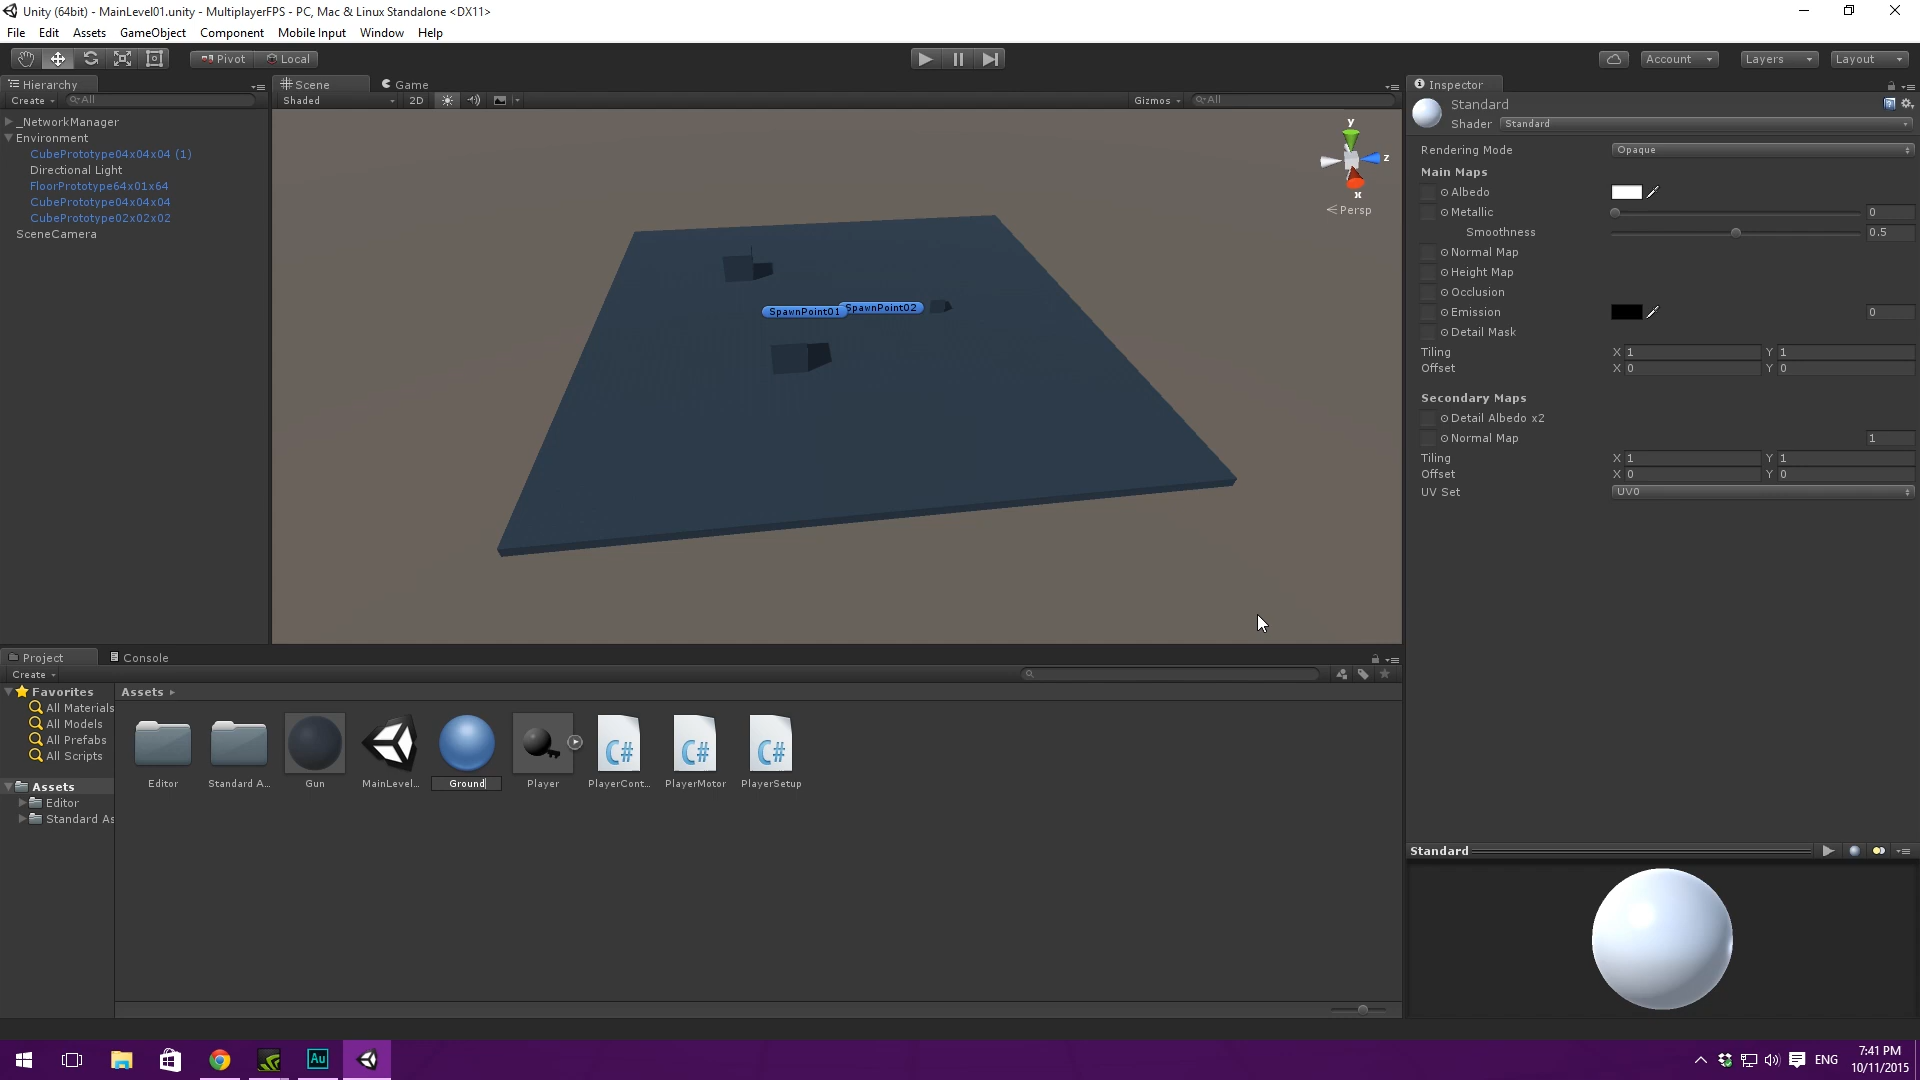 Unity (64bit) - MainLevel01.unity - MultiplayerFPS - PC, Mac & Linux Standalone <DX11>
File Edit Assets GameObject Component Mobile Input Window Help
Pivot Local Account Layers Layout
Hierarchy
Create All
_NetworkManager
Environment
CubePrototype04x04x04 (1)
Directional Light
FloorPrototype64x01x64
CubePrototype04x04x04
CubePrototype02x02x02
SceneCamera
Scene Game
Shaded 2D Gizmos All
y
z
x
Persp
SpawnPoint01 SpawnPoint02
Inspector
Standard
Shader Standard
Rendering Mode Opaque
Main Maps
Albedo
Metallic 0
Smoothness 0.5
Normal Map
Height Map
Occlusion
Emission 0
Detail Mask
Tiling X 1 Y 1
Offset X 0 Y 0
Secondary Maps
Detail Albedo x2
Normal Map 1
Tiling X 1 Y 1
Offset X 0 Y 0
UV Set UV0
Standard
Project Console
Create
Favorites
All Materials
All Models
All Prefabs
All Scripts
Assets
Editor
Standard As
Assets
C# C# C#
Editor Standard A... Gun MainLevel... Ground Player PlayerCont... PlayerMotor PlayerSetup
Au
ENG
7:41 PM
10/11/2015